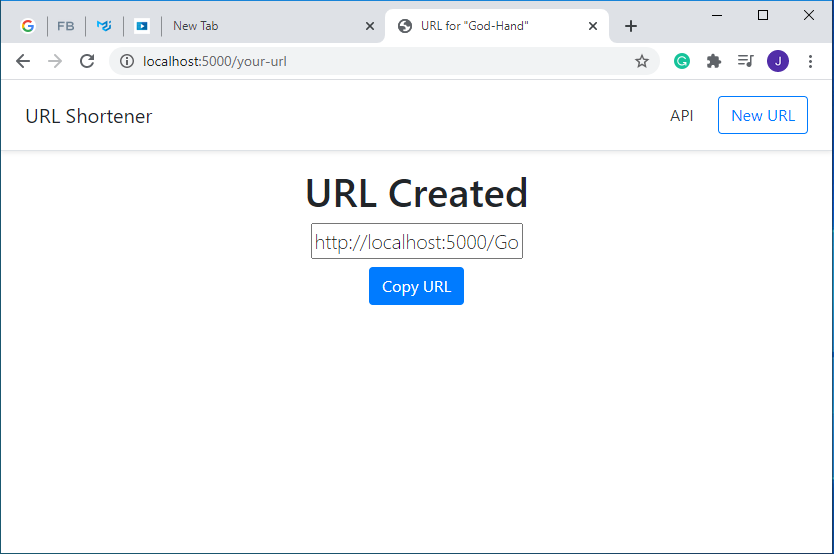 FB
New Tab
URL for "God-Hand"
localhost:5000/your-url
J
URL Shortener
API
New URL
URL Created
http://localhost:5000/Go
Copy URL